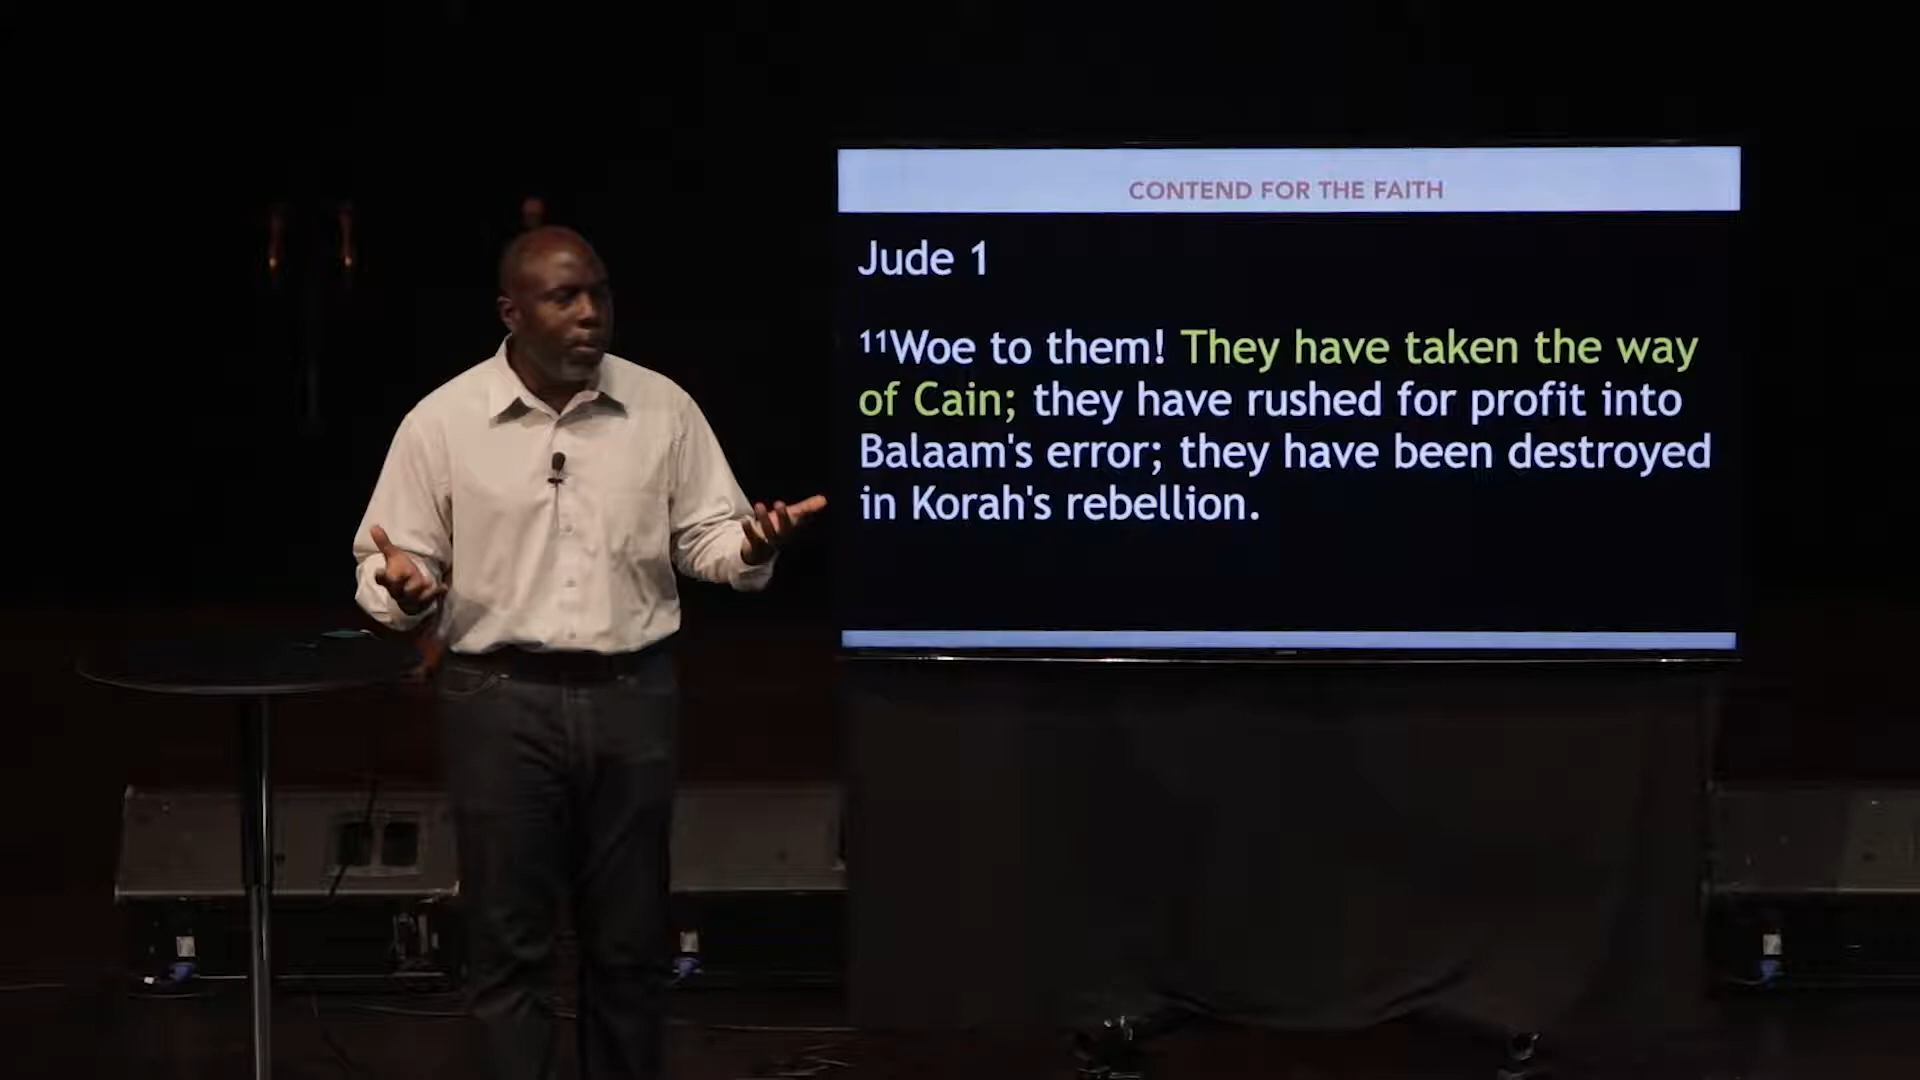 CONTEND FOR THE FAITH
Jude 1
¹¹Woe to them! They have taken the way
of Cain; they have rushed for profit into
Balaam's error; they have been destroyed
in Korah's rebellion.